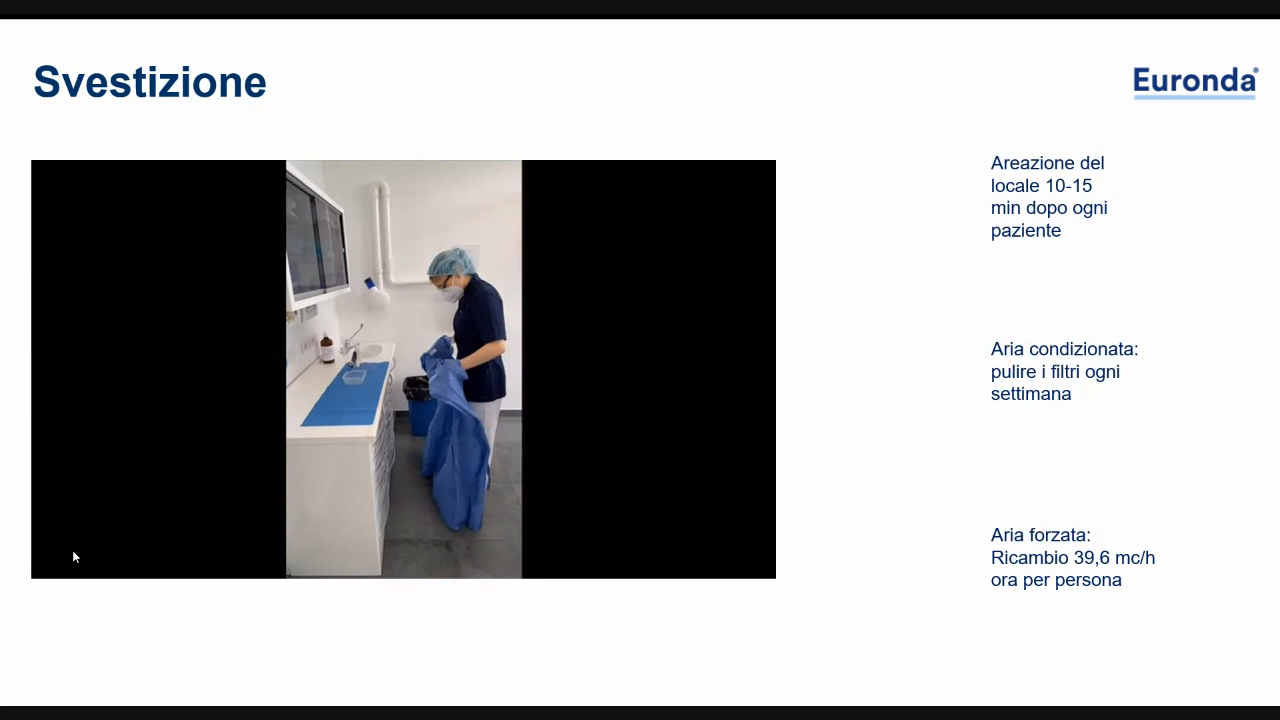 Svestizione
Euronda®
Areazione del
locale 10-15
min dopo ogni
paziente
Aria condizionata:
pulire i filtri ogni
settimana
Aria forzata:
Ricambio 39,6 mc/h
ora per persona